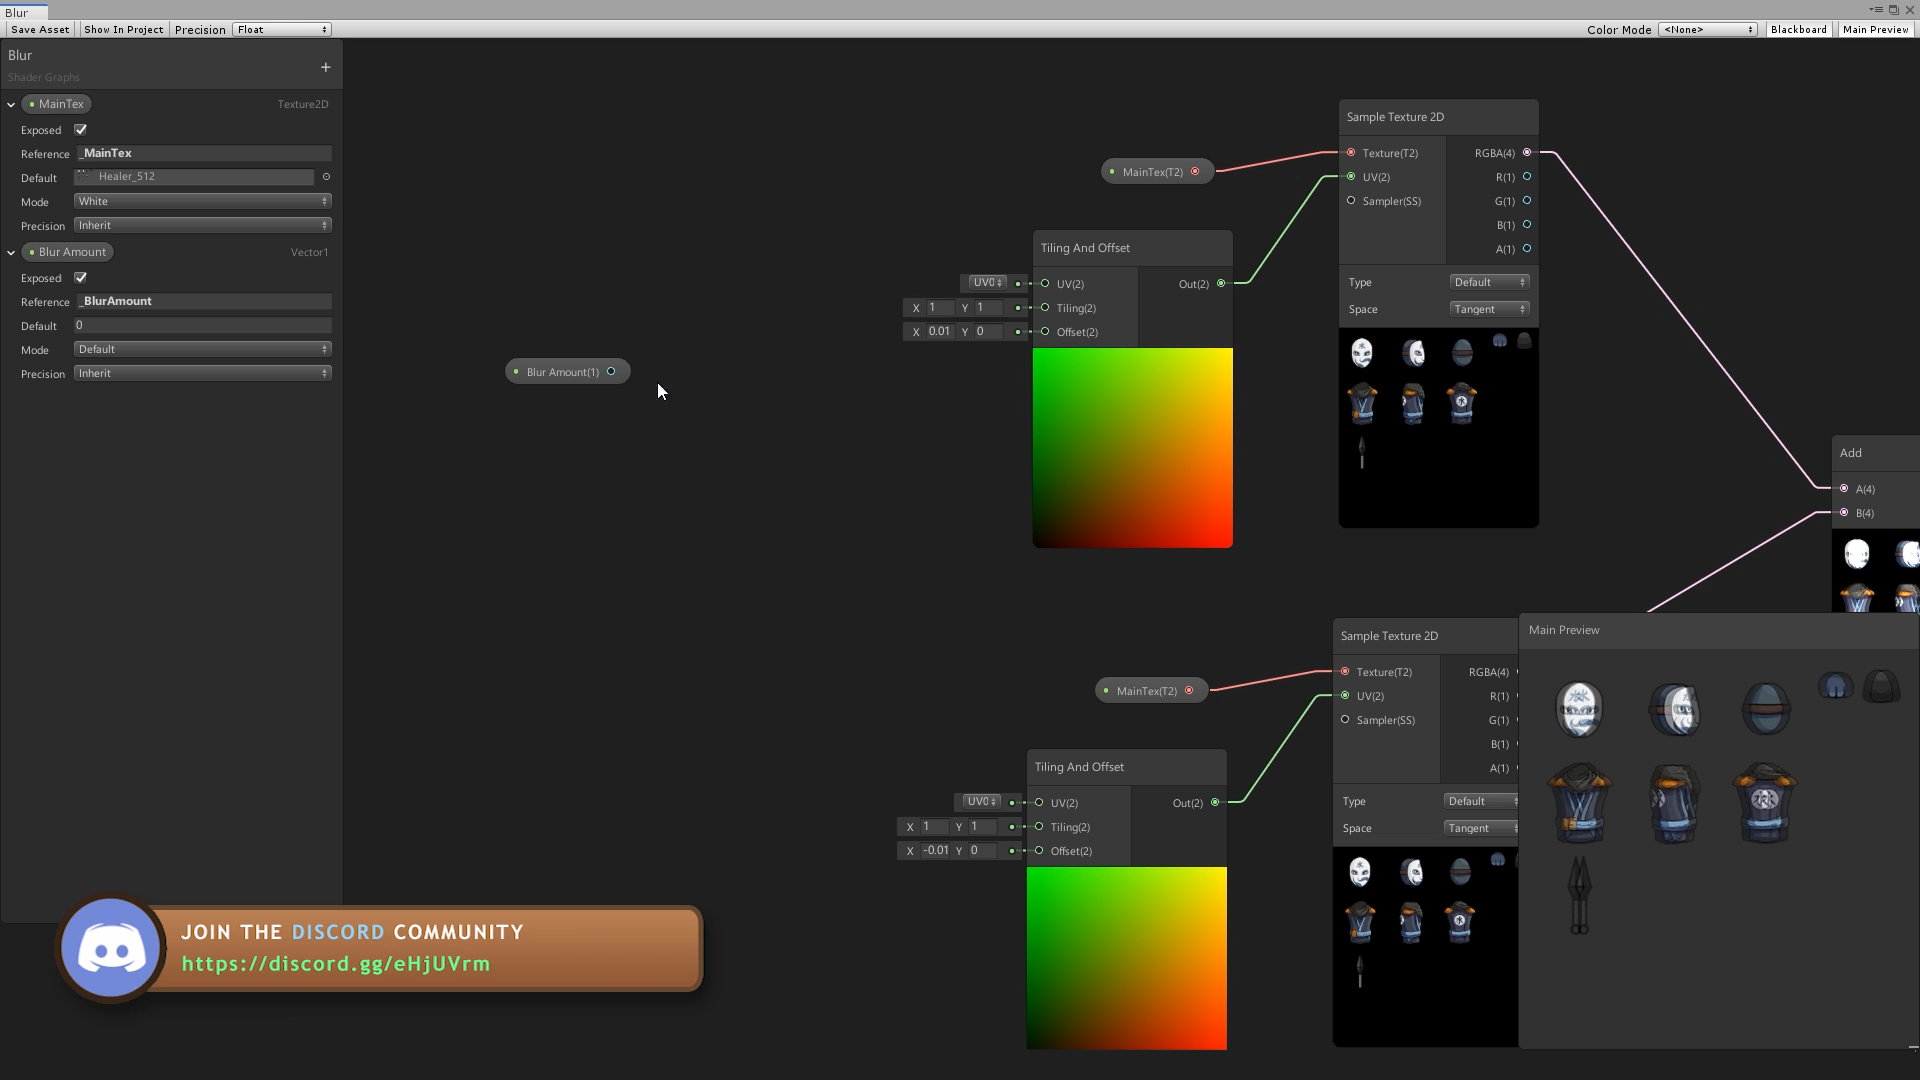 Blur
Save Asset Show In Project Precision Float Color Mode <None> Blackboard Main Preview
Blur
Shader Graphs
MainTex Texture2D
Exposed
Reference _MainTex
Default Healer_512
Mode White
Precision Inherit
Blur Amount Vector1
Exposed
Reference _BlurAmount
Default 0
Mode Default
Precision Inherit
Blur Amount(1)
MainTex(T2)
Sample Texture 2D
Texture(T2) RGBA(4)
UV(2) R(1)
Sampler(SS) G(1)
B(1)
A(1)
Type Default
Space Tangent
Tiling And Offset
UV0 UV(2) Out(2)
X 1 Y 1 Tiling(2)
X 0.01 Y 0 Offset(2)
Add
A(4)
B(4)
MainTex(T2)
Sample Texture 2D
Texture(T2) RGBA(4)
UV(2) R(1)
Sampler(SS) G(1)
B(1)
A(1)
Type Default
Space Tangent
Tiling And Offset
UV0 UV(2) Out(2)
X 1 Y 1 Tiling(2)
X -0.01 Y 0 Offset(2)
Main Preview
JOIN THE DISCORD COMMUNITY
https://discord.gg/eHjUVrm